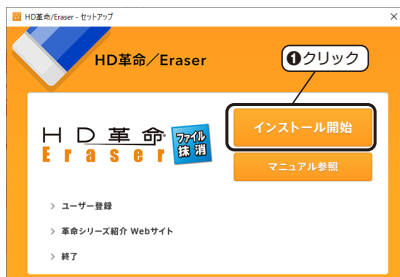 HD革命/Eraser - セットアップ
HD革命/Eraser
❶クリック
HD革命
Eraser
ファイル
抹消
インストール開始
マニュアル参照
> ユーザー登録
> 革命シリーズ紹介 Webサイト
> 終了